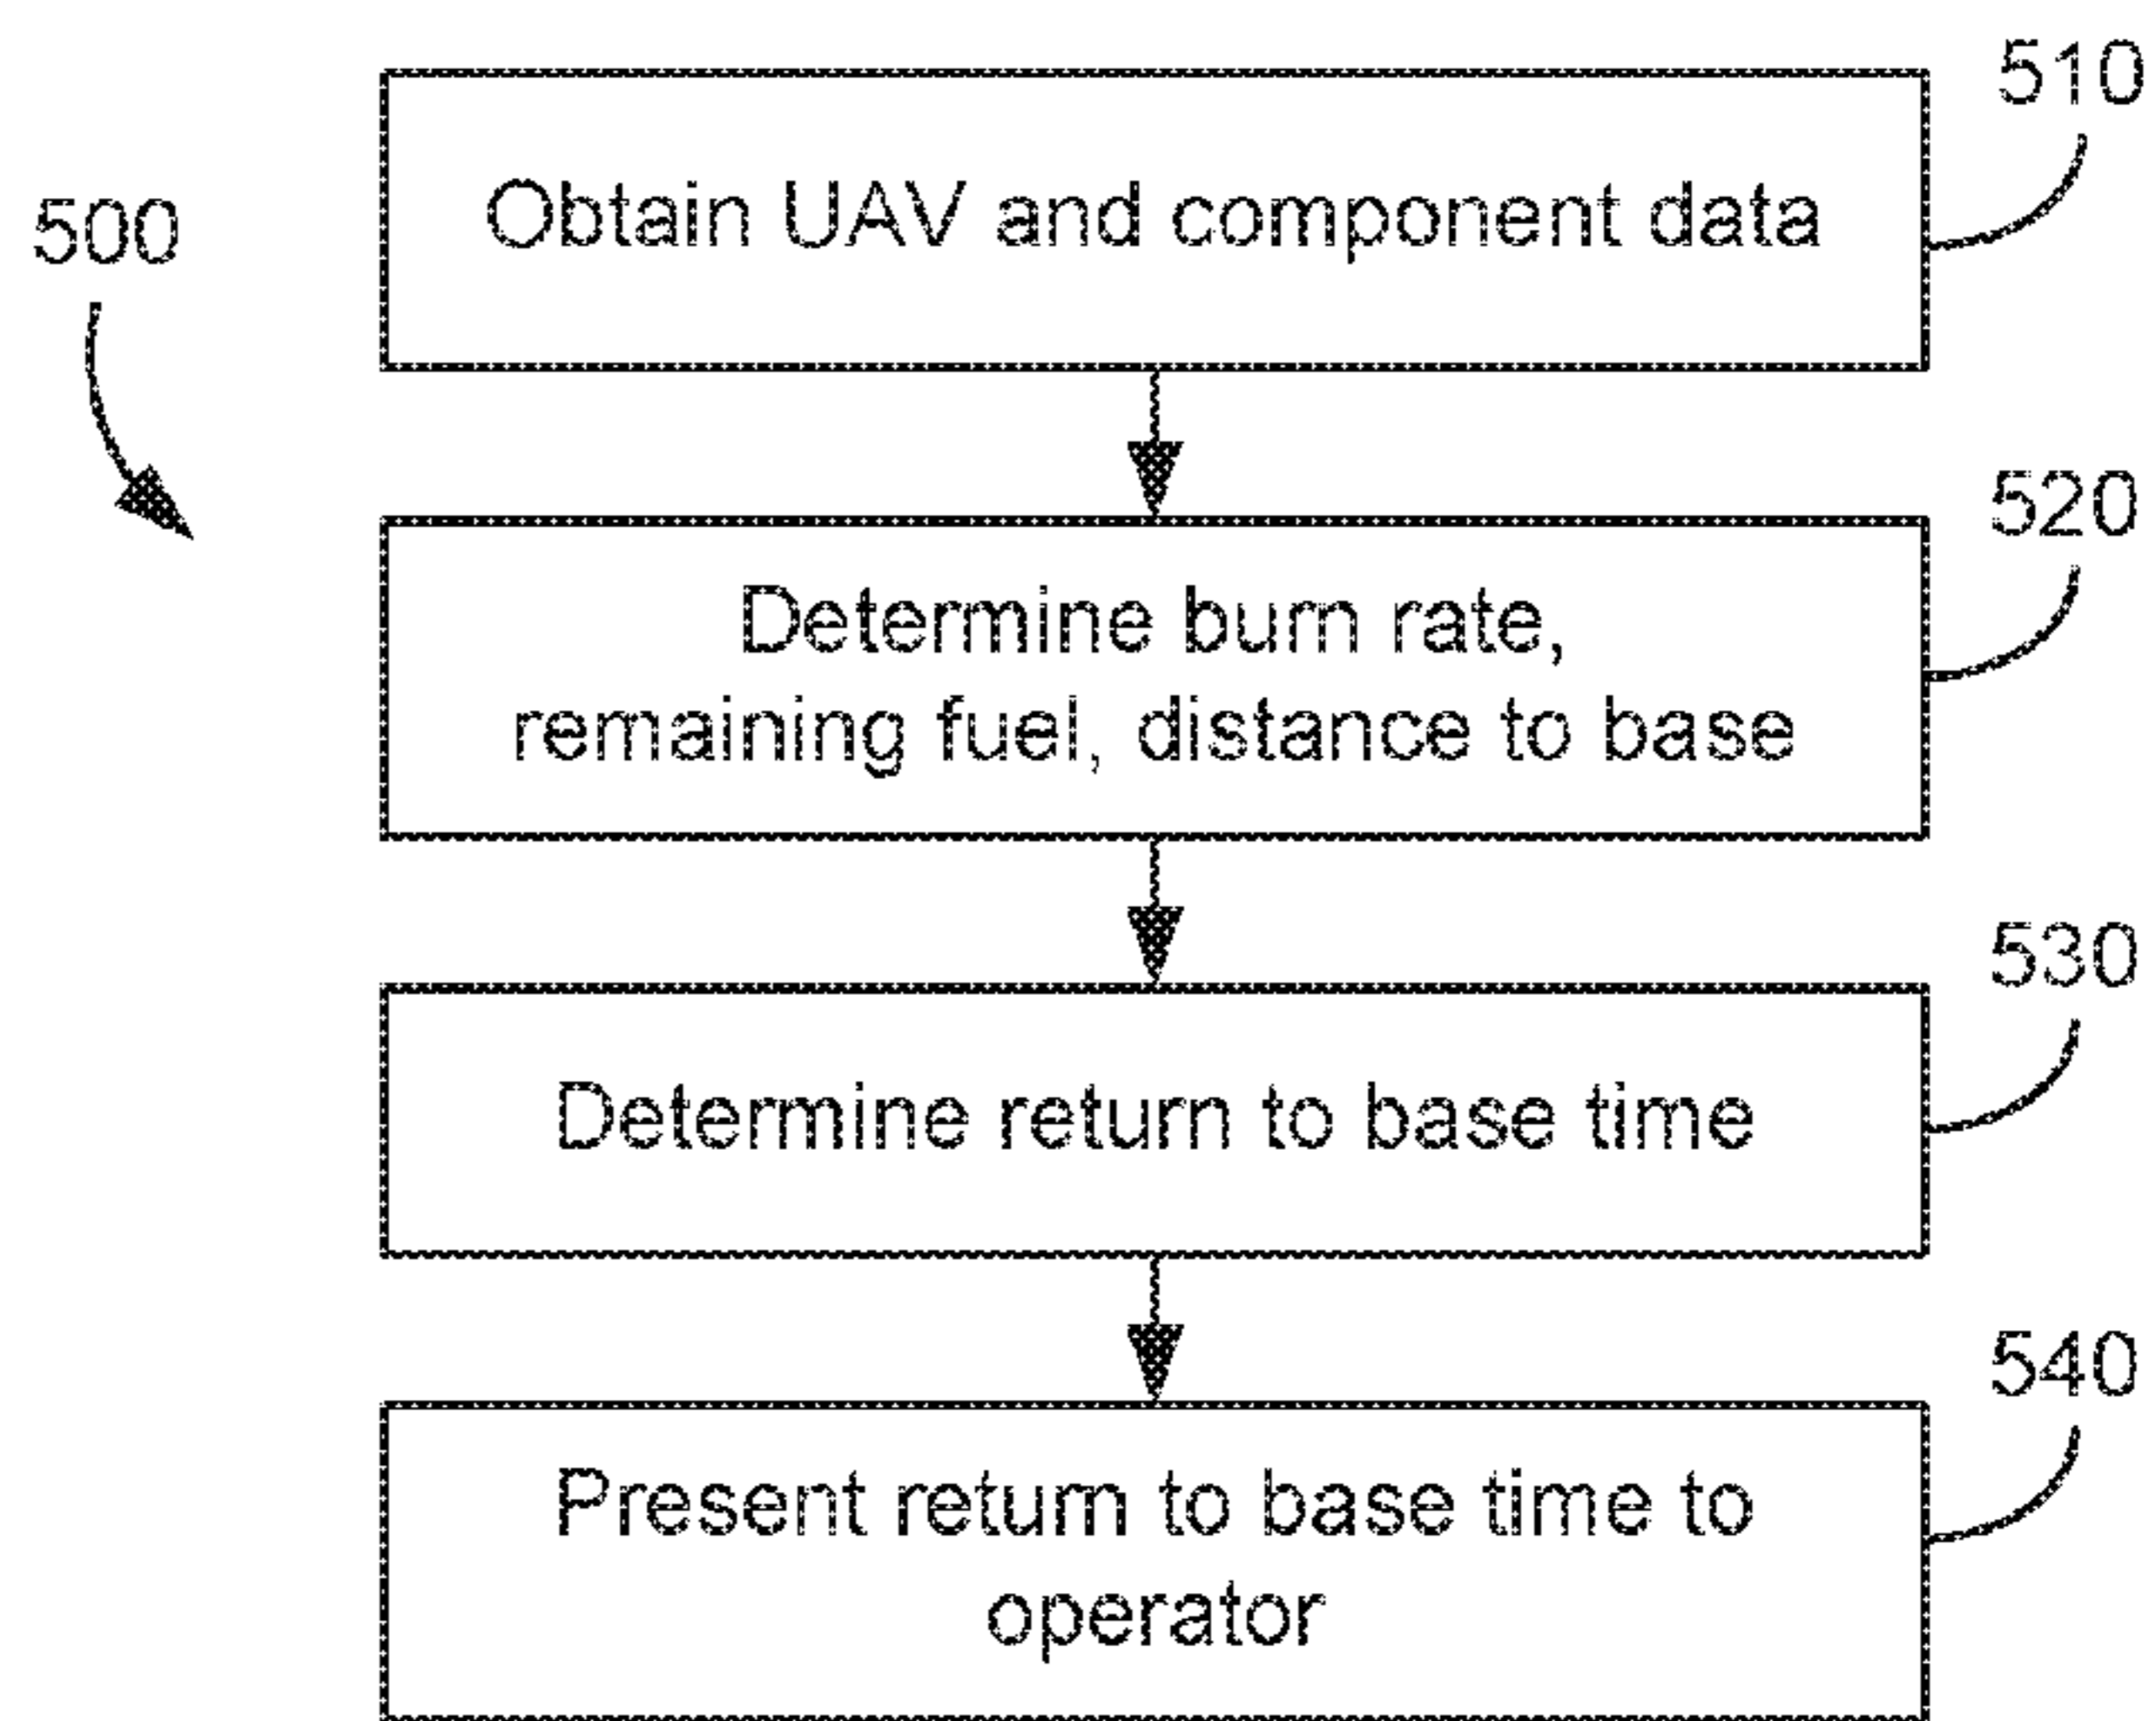 510
Obtain UAV and component data
500
520
Determine burn rate,
remaining fuel, distance to base
530
Determine return to base time
540
Present return to base time to
operator